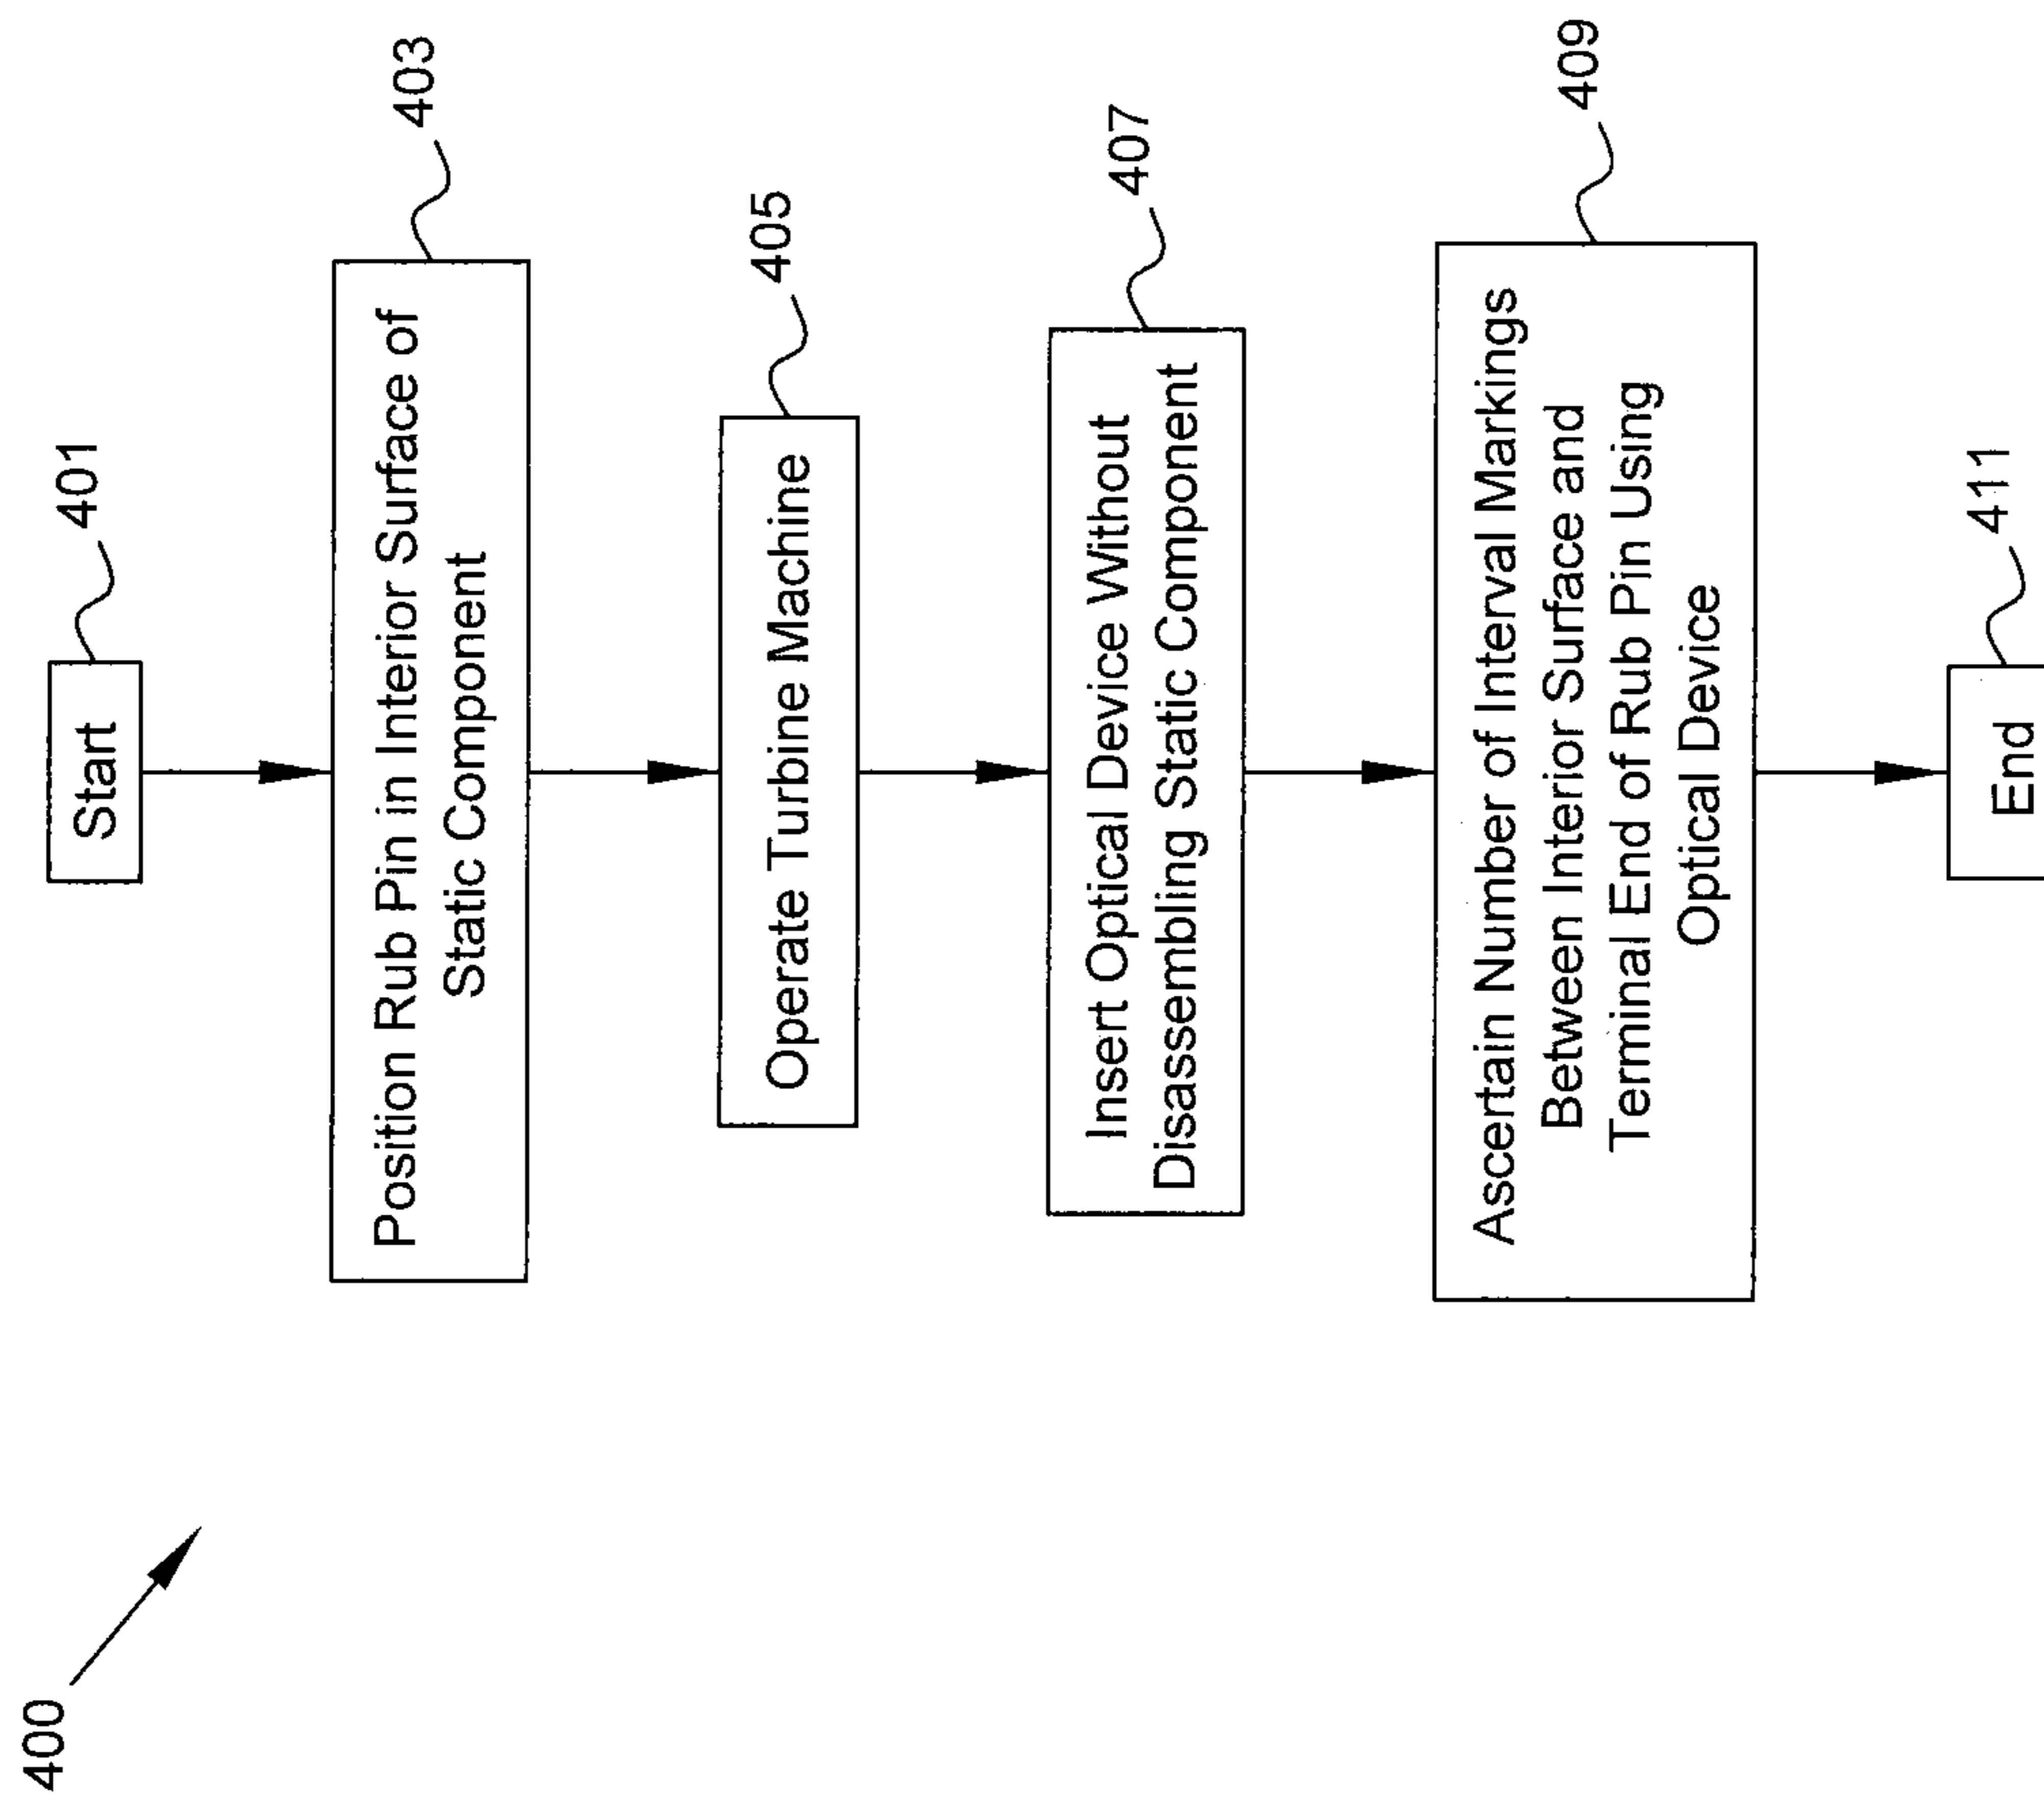 400
Start
401
Position Rub Pin in Interior Surface of
Static Component
403
Operate Turbine Machine
405
Insert Optical Device Without
Disassembling Static Component
407
Ascertain Number of Interval Markings
Between Interior Surface and
Terminal End of Rub Pin Using
Optical Device
409
End
411